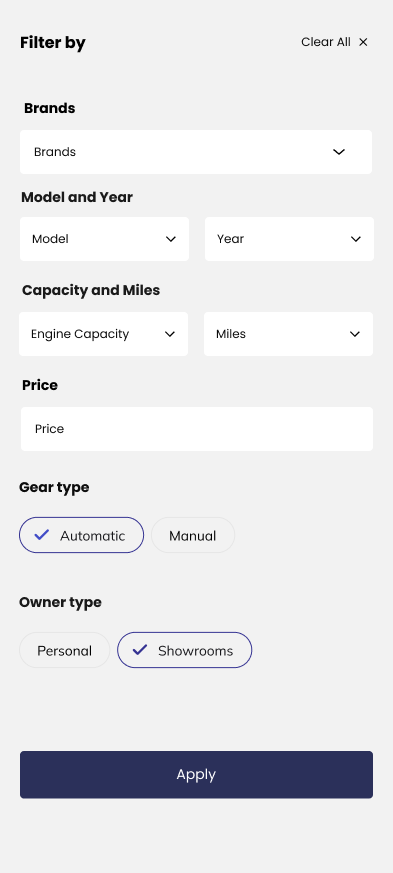 Filter by
Clear All
Brands
Brands
Model and Year
Model
Year
Capacity and Miles
Engine Capacity
Miles
Price
Price
Gear type
Automatic
Manual
Owner type
Personal
Showrooms
Apply